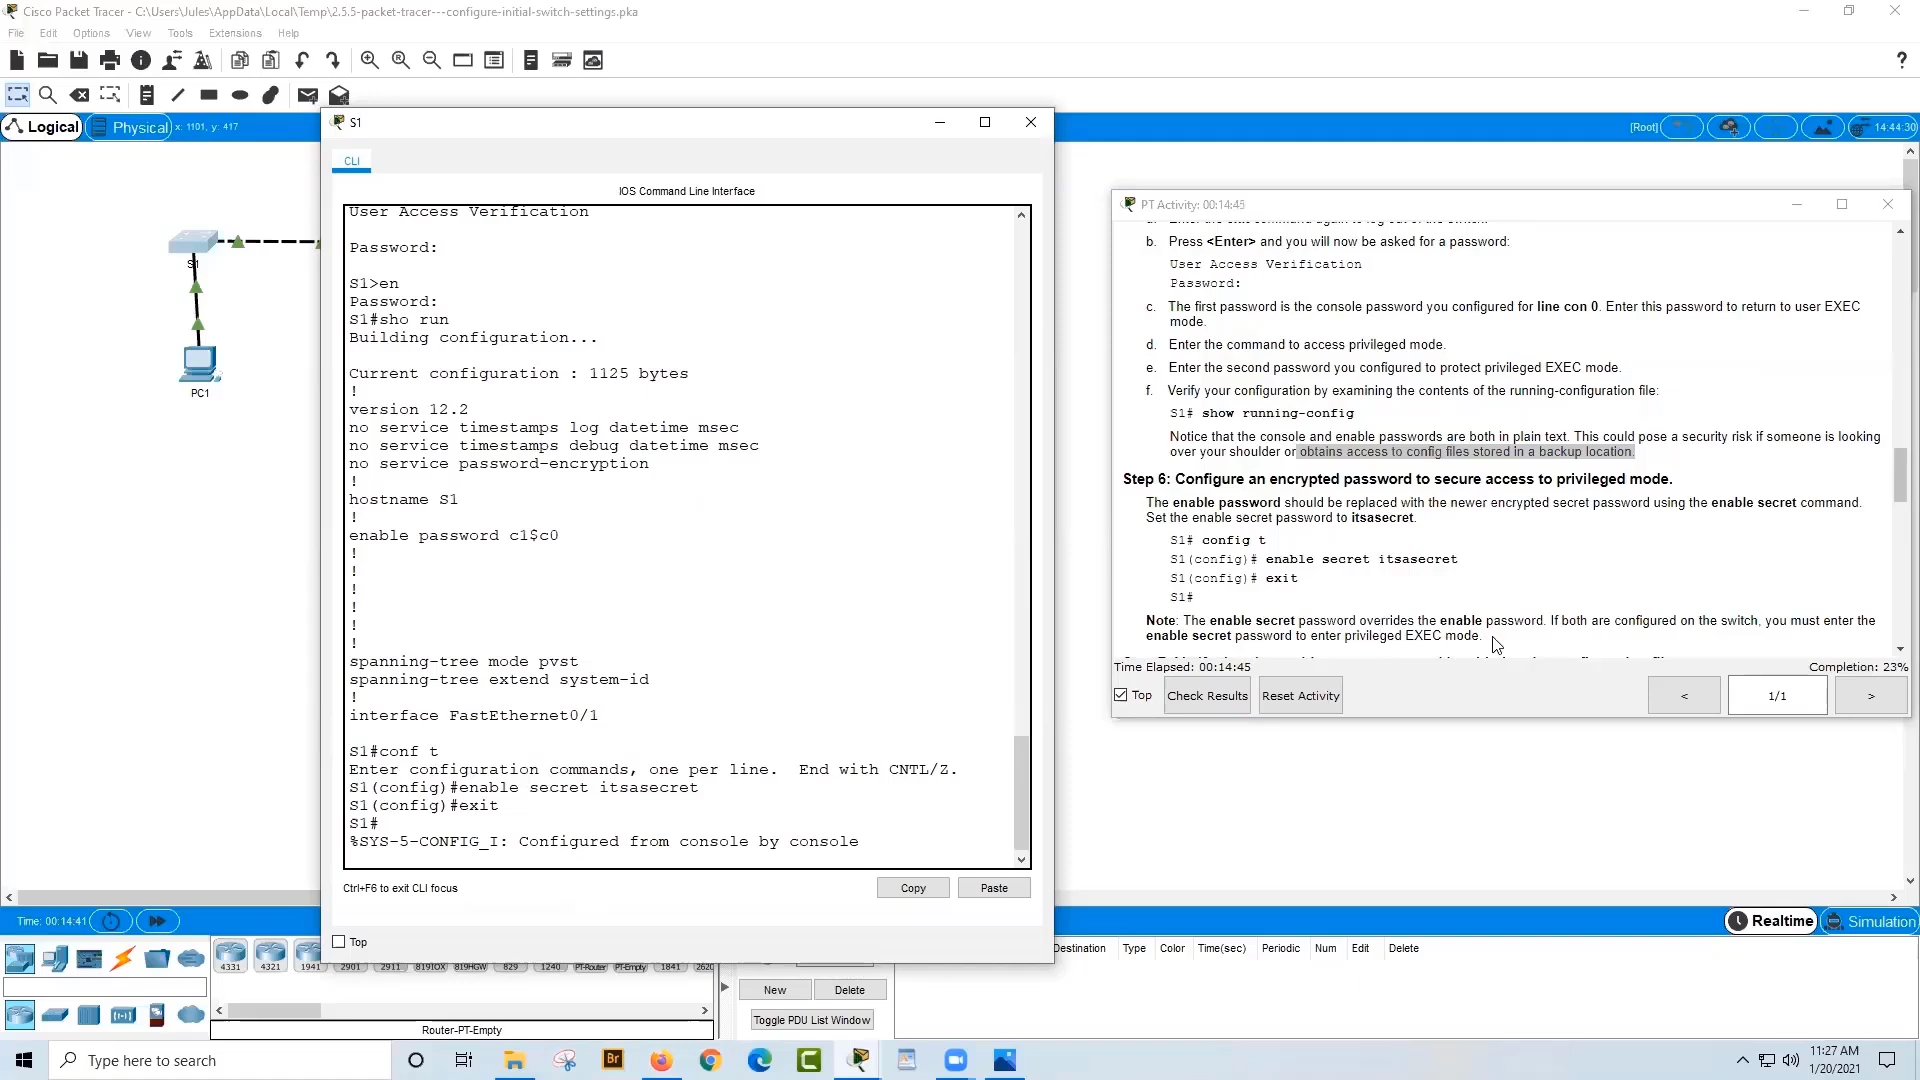 Cisco Packet Tracer - C:\Users\Jules\AppData\Local\Temp\2.5.5-packet-tracer---configure-initial-switch-settings.pka
File Edit Options View Tools Extensions Help
Logical
Physical
x: 1101, y: 417
[Root]
14:44:30
S1
PC1
S1
CLI
IOS Command Line Interface
User Access Verification
Password:
S1>en
Password:
S1#sho run
Building configuration...
Current configuration : 1125 bytes
!
version 12.2
no service timestamps log datetime msec
no service timestamps debug datetime msec
no service password-encryption
!
hostname S1
!
enable password c1$c0
!
!
!
!
!
!
spanning-tree mode pvst
spanning-tree extend system-id
!
interface FastEthernet0/1
S1#conf t
Enter configuration commands, one per line.  End with CNTL/Z.
S1(config)#enable secret itsasecret
S1(config)#exit
S1#
%SYS-5-CONFIG_I: Configured from console by console
Ctrl+F6 to exit CLI focus
Copy
Paste
Top
PT Activity: 00:14:45
b. Press <Enter> and you will now be asked for a password:
User Access Verification
Password:
c. The first password is the console password you configured for line con 0. Enter this password to return to user EXEC
mode.
d. Enter the command to access privileged mode.
e. Enter the second password you configured to protect privileged EXEC mode.
f. Verify your configuration by examining the contents of the running-configuration file:
S1# show running-config
Notice that the console and enable passwords are both in plain text. This could pose a security risk if someone is looking
over your shoulder or obtains access to config files stored in a backup location.
Step 6: Configure an encrypted password to secure access to privileged mode.
The enable password should be replaced with the newer encrypted secret password using the enable secret command.
Set the enable secret password to itsasecret.
S1# config t
S1(config)# enable secret itsasecret
S1(config)# exit
S1#
Note: The enable secret password overrides the enable password. If both are configured on the switch, you must enter the
enable secret password to enter privileged EXEC mode.
Time Elapsed: 00:14:45
Completion: 23%
Top
Check Results
Reset Activity
<
1/1
>
Time: 00:14:41
Realtime
Simulation
4331 4321 1941 2901 2911 819IOX 819HGW 829 1240 PT-Router PT-Empty 1841 2620
Router-PT-Empty
New
Delete
Toggle PDU List Window
Destination Type Color Time(sec) Periodic Num Edit Delete
Type here to search
Br
11:27 AM
1/20/2021